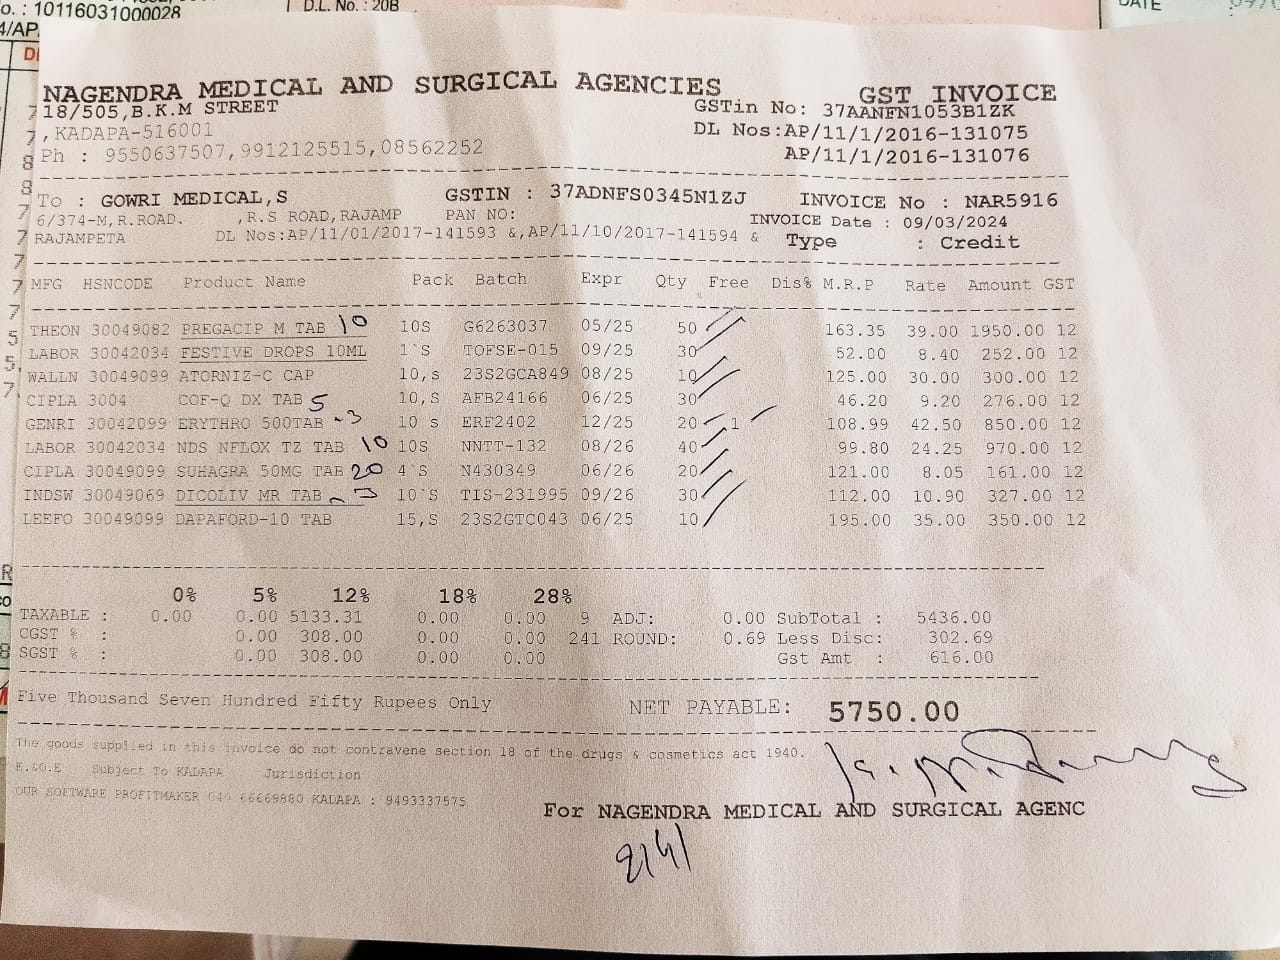 o. : 10116031000028
D.L. No. : 20B
DATE
4/AP
NAGENDRA MEDICAL AND SURGICAL AGENCIES GST INVOICE
18/505,B.K.M STREET GSTin No: 37AANFN1053B1ZK
,KADAPA-516001 DL Nos:AP/11/1/2016-131075
Ph : 9550637507,9912125515,08562252 AP/11/1/2016-131076
To : GOWRI MEDICAL,S GSTIN : 37ADNFS0345N1ZJ INVOICE No : NAR5916
6/374-M,R.ROAD. ,R.S ROAD,RAJAMP PAN NO: INVOICE Date : 09/03/2024
RAJAMPETA DL Nos:AP/11/01/2017-141593 &,AP/11/10/2017-141594 & Type : Credit
MFG HSNCODE Product Name Pack Batch Expr Qty Free Dis% M.R.P Rate Amount GST
THEON 30049082 PREGACIP M TAB 10 10S G6263037 05/25 50 163.35 39.00 1950.00 12
LABOR 30042034 FESTIVE DROPS 10ML 1`S TOFSE-015 09/25 30 52.00 8.40 252.00 12
WALLN 30049099 ATORNIZ-C CAP 10,S 23S2GCA849 08/25 10 125.00 30.00 300.00 12
CIPLA 3004 COF-Q DX TAB 5 10,S AFB24166 06/25 30 46.20 9.20 276.00 12
GENRI 30042099 ERYTHRO 500TAB -3 10 S ERF2402 12/25 20 1 108.99 42.50 850.00 12
LABOR 30042034 NDS NFLOX TZ TAB 10 10S NNTT-132 08/26 40 99.80 24.25 970.00 12
CIPLA 30049099 SUHAGRA 50MG TAB 20 4`S N430349 06/26 20 121.00 8.05 161.00 12
INDSW 30049069 DICOLIV MR TAB 10`S TIS-231995 09/26 30 112.00 10.90 327.00 12
LEEFO 30049099 DAPAFORD-10 TAB 15,S 23S2GTC043 06/25 10 195.00 35.00 350.00 12
0% 5% 12% 18% 28%
TAXABLE : 0.00 0.00 5133.31 0.00 0.00 9 ADJ: 0.00 SubTotal : 5436.00
CGST % : 0.00 308.00 0.00 0.00 241 ROUND: 0.69 Less Disc: 302.69
SGST % : 0.00 308.00 0.00 0.00 Gst Amt : 616.00
Five Thousand Seven Hundred Fifty Rupees Only NET PAYABLE: 5750.00
The goods supplied in this invoice do not contravene section 18 of the drugs & cosmetics act 1940.
E.&O.E Subject To KADAPA Jurisdiction
OUR SOFTWARE PROFITMAKER 040 66669880 KADAPA : 9493337575
For NAGENDRA MEDICAL AND SURGICAL AGENC